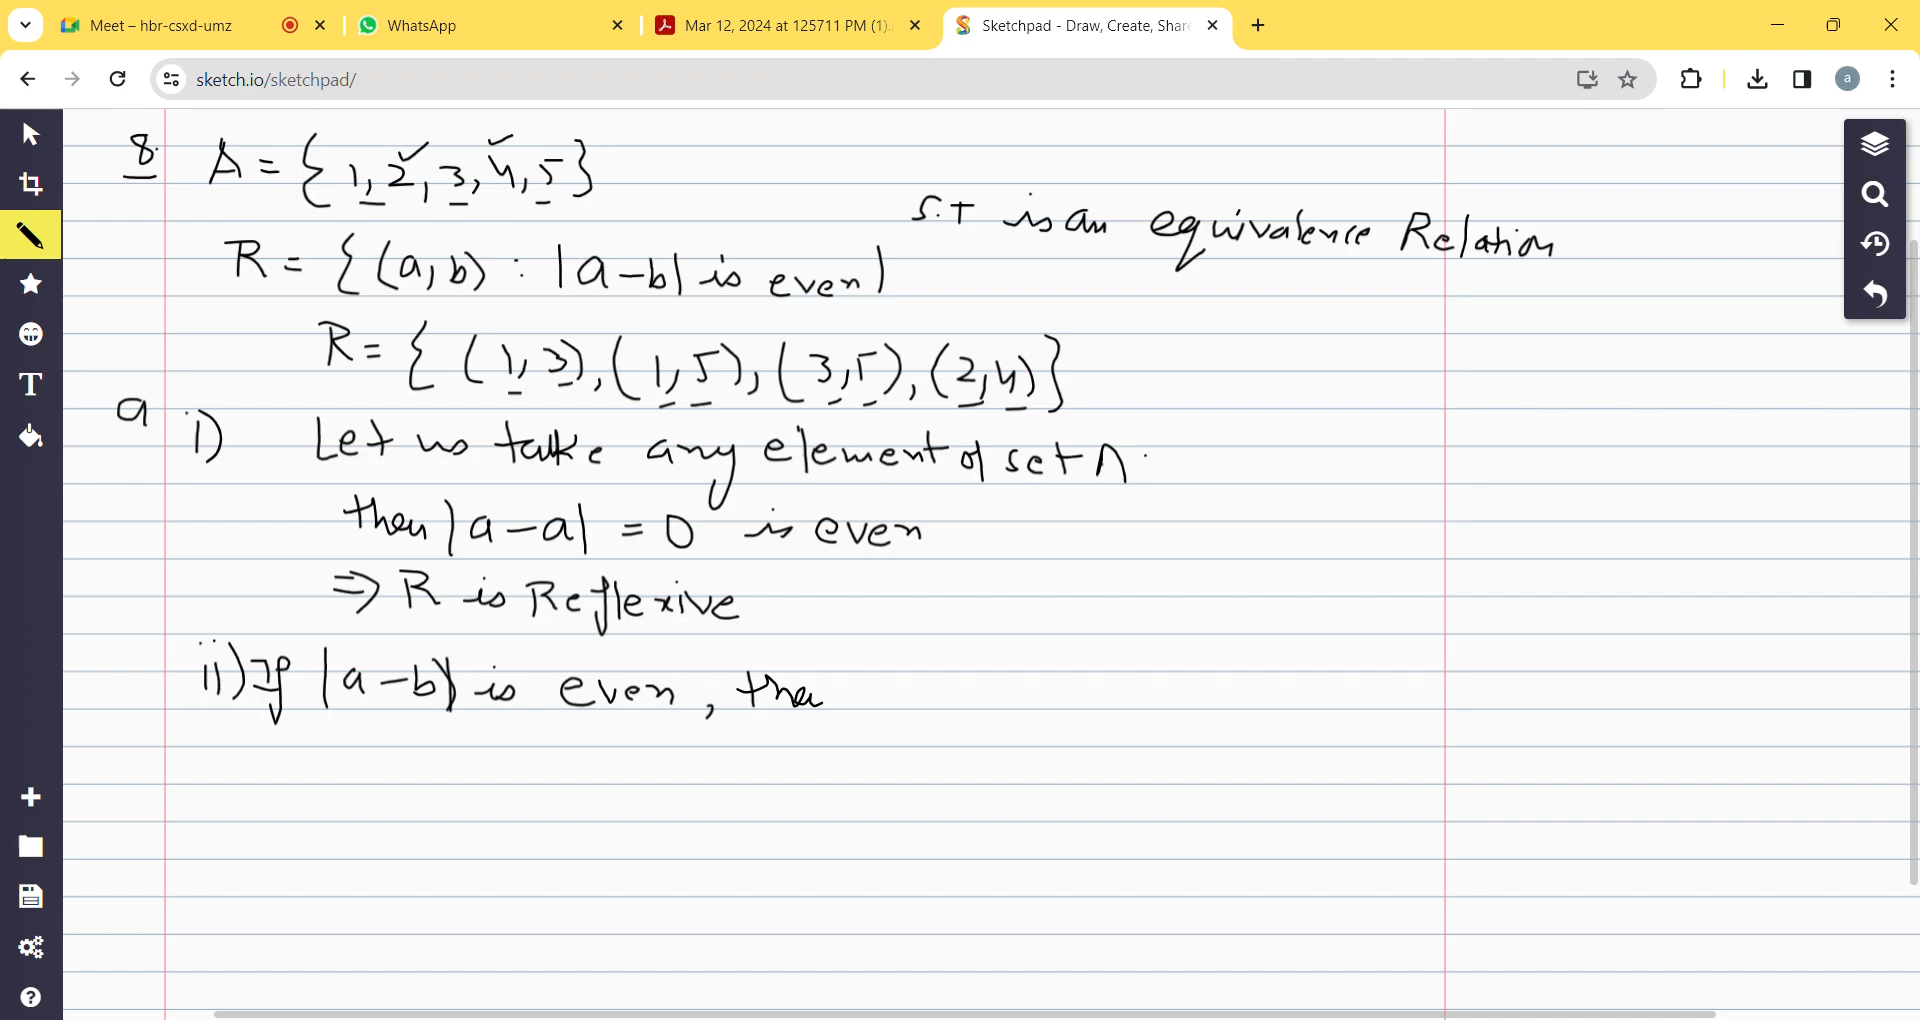 Meet – hbr-csxd-umz
WhatsApp
Mar 12, 2024 at 125711 PM (1).
Sketchpad - Draw, Create, Share
sketch.io/sketchpad/
a
8. A = { 1, 2, 3, 4, 5 }
S.T is an equivalence Relation
R = { (a, b) : |a - b| is even }
R = { (1, 3), (1, 5), (3, 5), (2, 4) }
a i) Let us take any element of set A.
then |a - a| = 0 is even
⇒ R is Reflexive
ii) If |a - b| is even, the
T